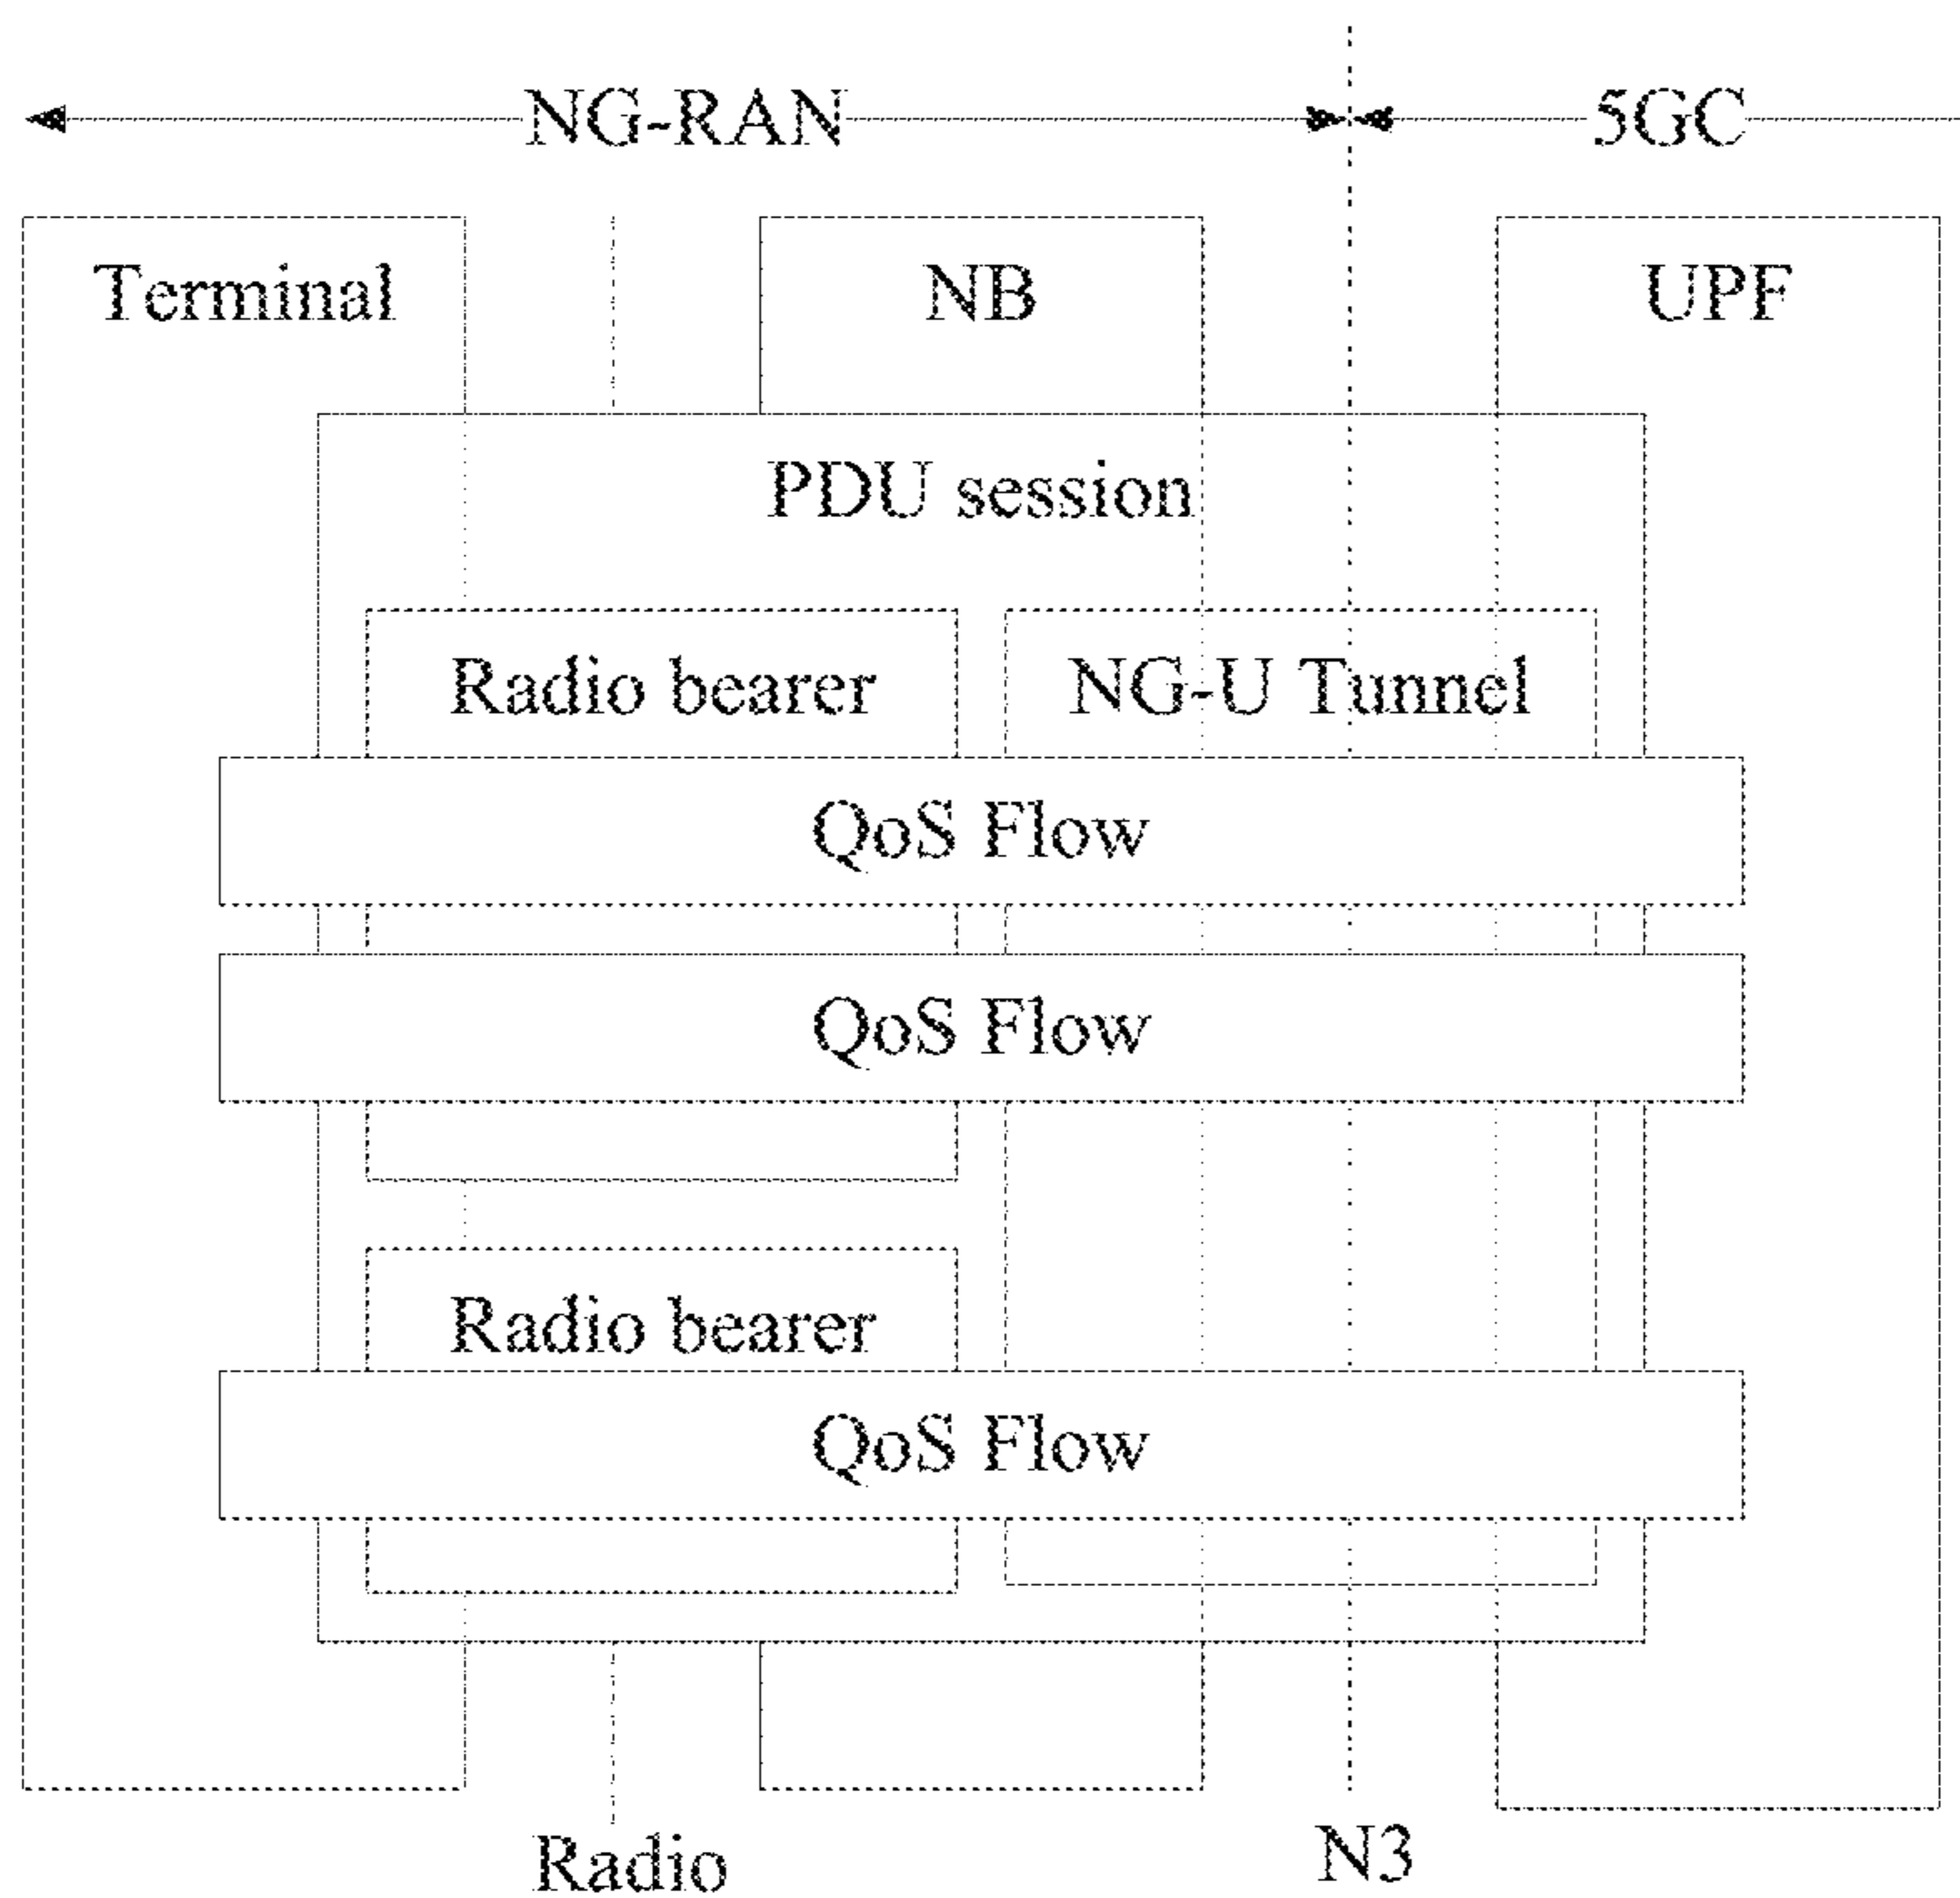 NG-RAN 5GC
Terminal NB UPF
PDU session
Radio bearer NG-U Tunnel
QoS Flow
QoS Flow
Radio bearer
QoS Flow
Radio N3